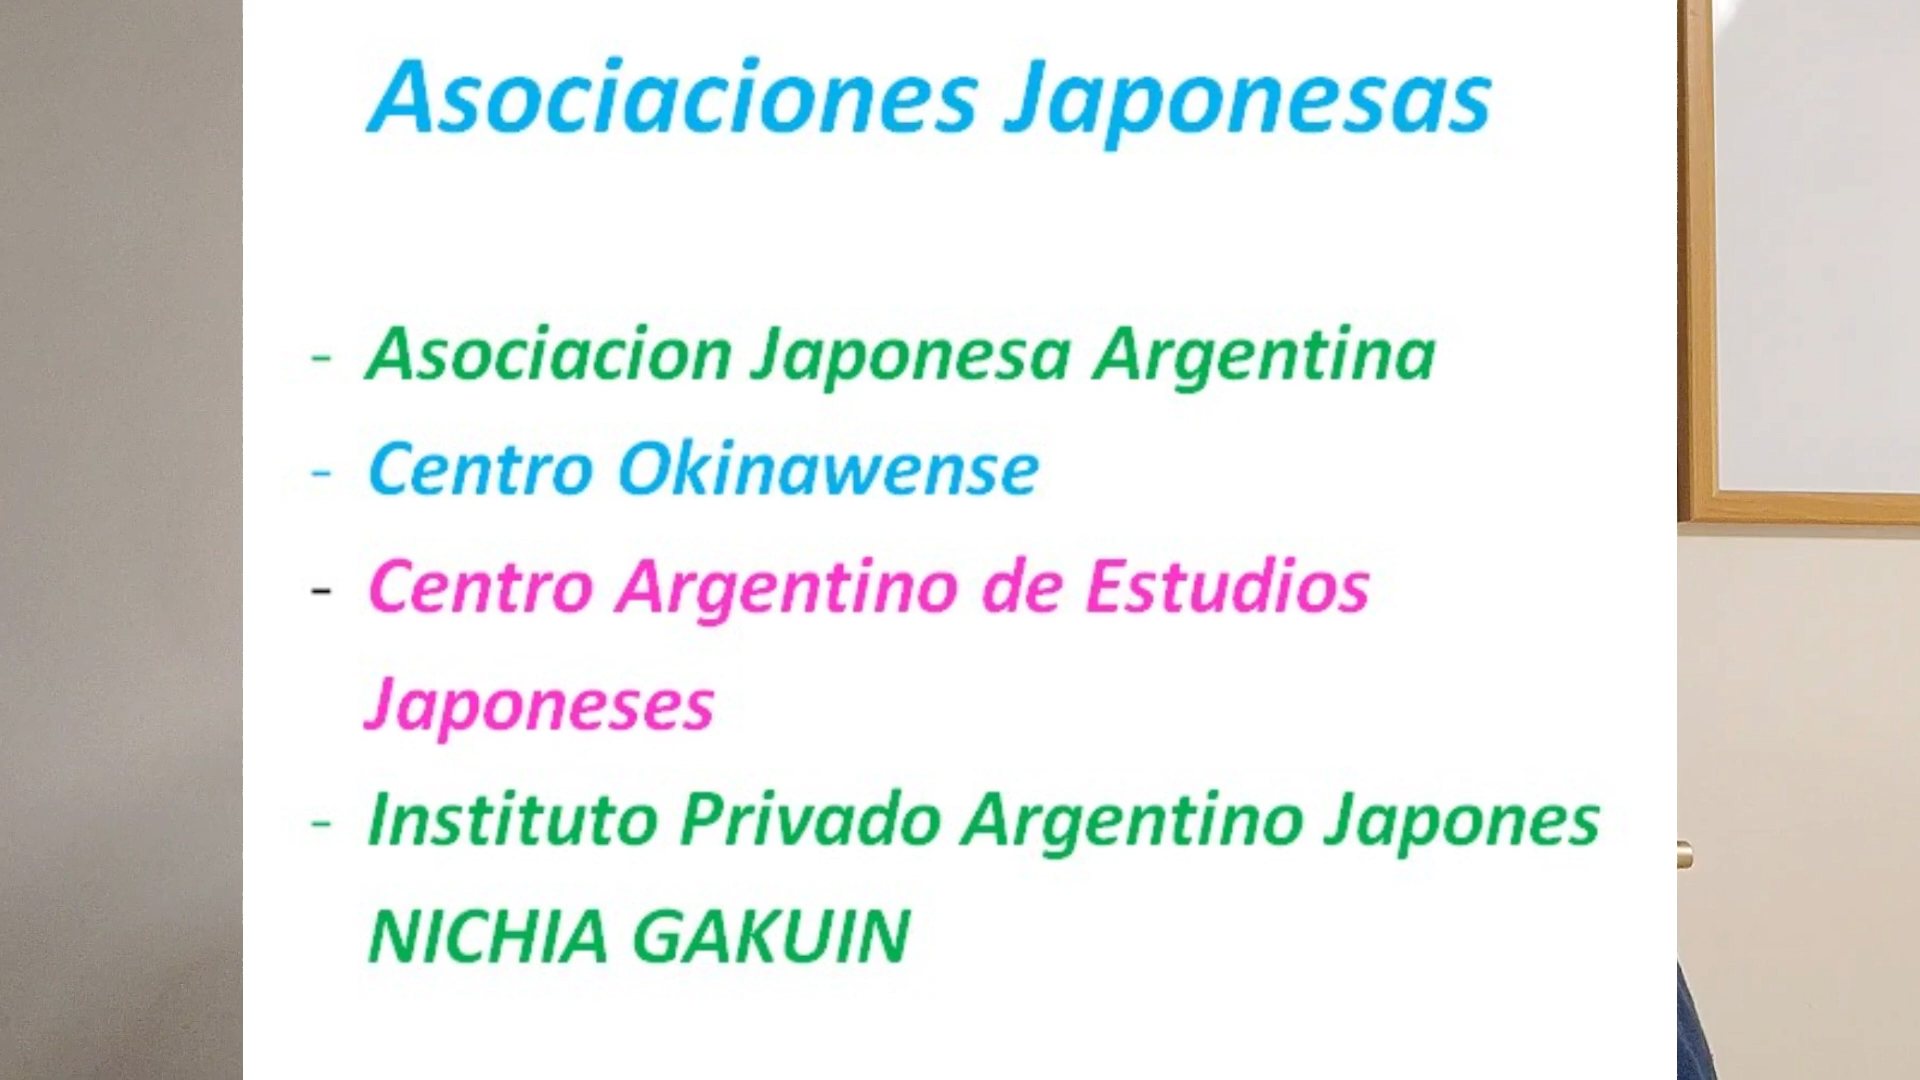 Asociaciones Japonesas
- Asociacion Japonesa Argentina
- Centro Okinawense
- Centro Argentino de Estudios
Japoneses
- Instituto Privado Argentino Japones
NICHIA GAKUIN